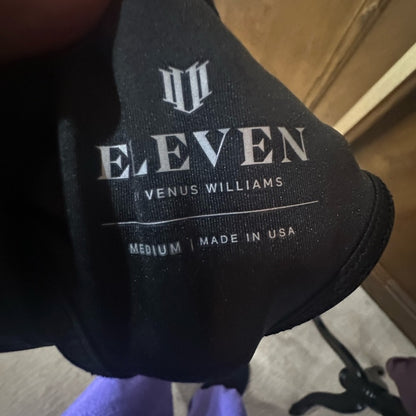 ELEVEN
VENUS WILLIAMS
MEDIUM | MADE IN USA